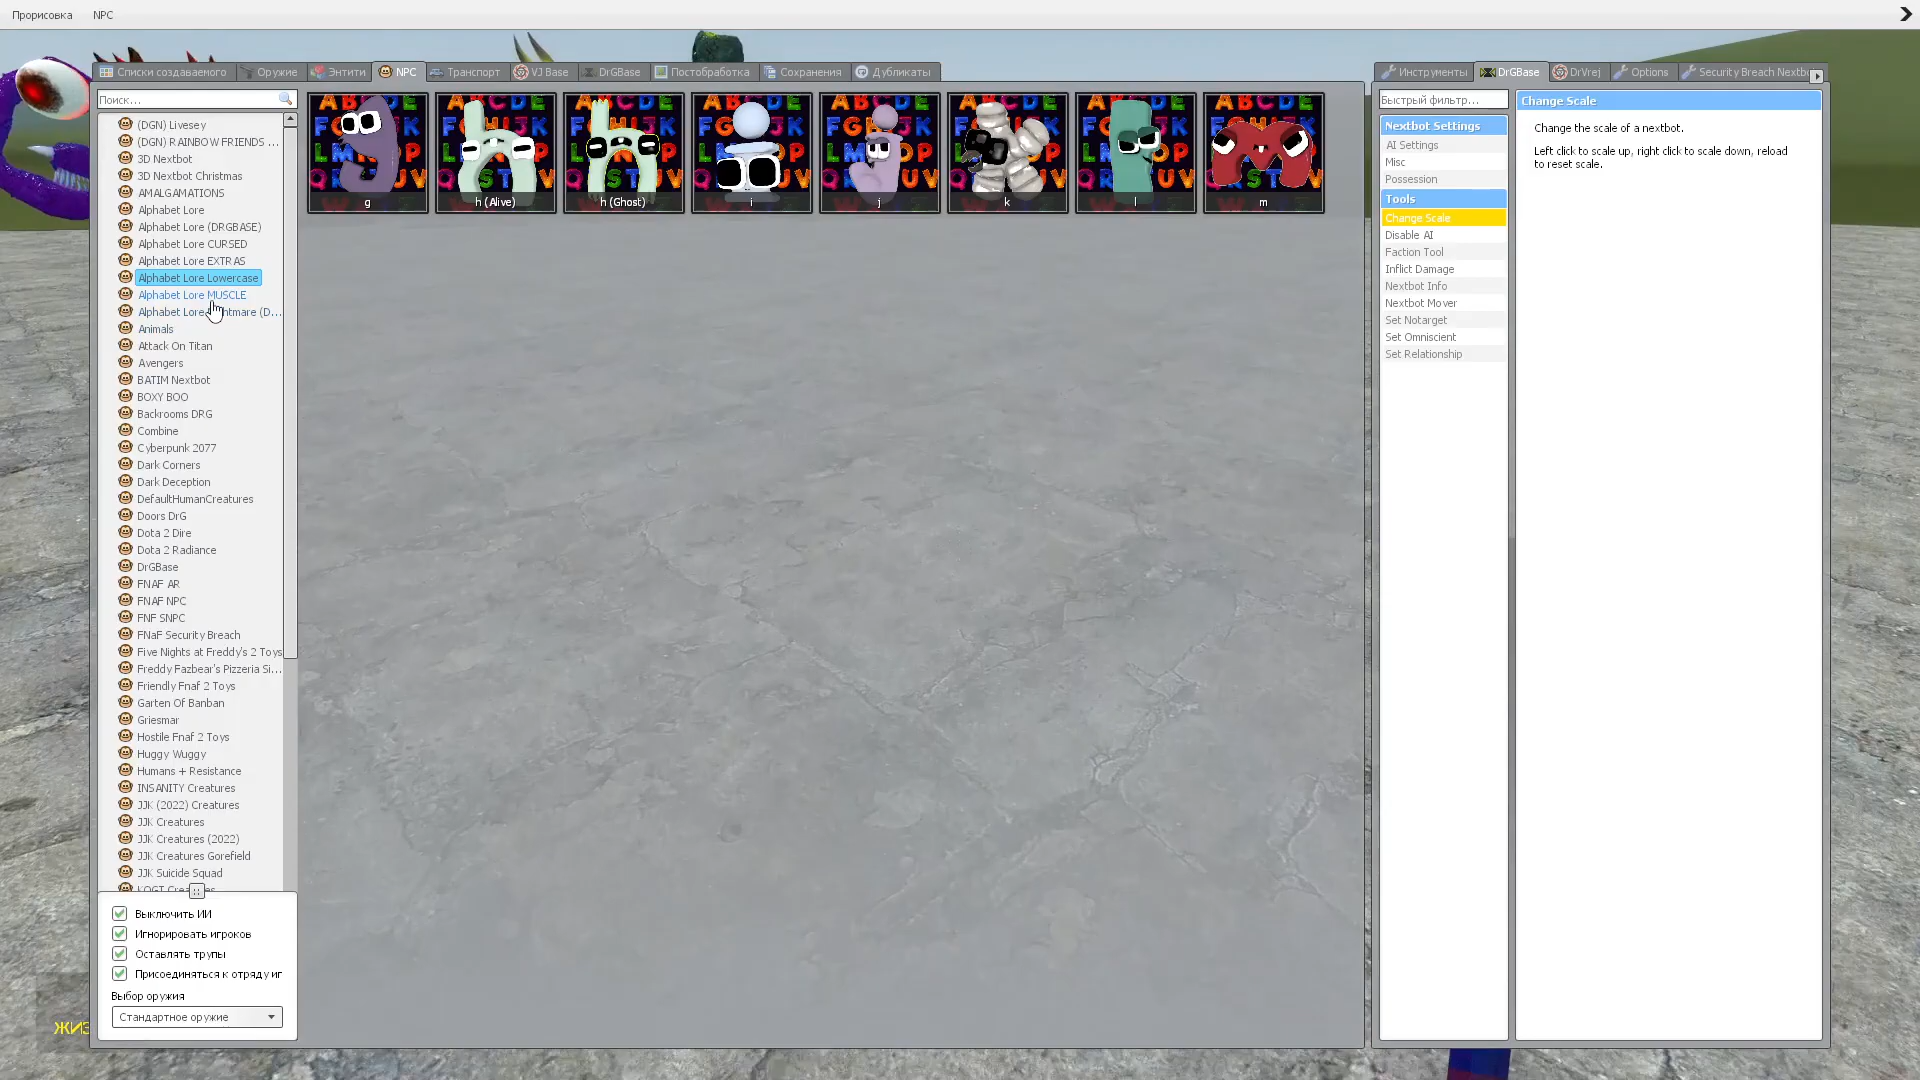 Прорисовка NPC
Списки создаваемого Оружие Энтити NPC Транспорт VJ Base DrGBase Постобработка Сохранения Дубликаты
Инструменты DrGBase DrVrej Options Security Breach Nextbo
Поиск...
(DGN) Livesey
(DGN) RAINBOW FRIENDS ...
3D Nextbot
3D Nextbot Christmas
AMALGAMATIONS
Alphabet Lore
Alphabet Lore (DRGBASE)
Alphabet Lore CURSED
Alphabet Lore EXTRAS
Alphabet Lore Lowercase
Alphabet Lore MUSCLE
Alphabet Lore (D...
Animals
Attack On Titan
Avengers
BATIM Nextbot
BOXY BOO
Backrooms DRG
Combine
Cyberpunk 2077
Dark Corners
Dark Deception
DefaultHumanCreatures
Doors DrG
Dota 2 Dire
Dota 2 Radiance
DrGBase
FNAF AR
FNAF NPC
FNF SNPC
FNaF Security Breach
Five Nights at Freddy's 2 Toys
Freddy Fazbear's Pizzeria Si...
Friendly Fnaf 2 Toys
Garten Of Banban
Griesmar
Hostile Fnaf 2 Toys
Huggy Wuggy
Humans + Resistance
INSANITY Creatures
JJK (2022) Creatures
JJK Creatures
JJK Creatures (2022)
JJK Creatures Gorefield
JJK Suicide Squad
g h (Alive) h (Ghost) i j k l m
Выключить ИИ
Игнорировать игроков
Оставлять трупы
Присоединяться к отряду иг
Выбор оружия
Стандартное оружие
Быстрый фильтр...
Nextbot Settings
AI Settings
Misc
Possession
Tools
Change Scale
Disable AI
Faction Tool
Inflict Damage
Nextbot Info
Nextbot Mover
Set Notarget
Set Omniscient
Set Relationship
Change Scale
Change the scale of a nextbot.
Left click to scale up, right click to scale down, reload
to reset scale.